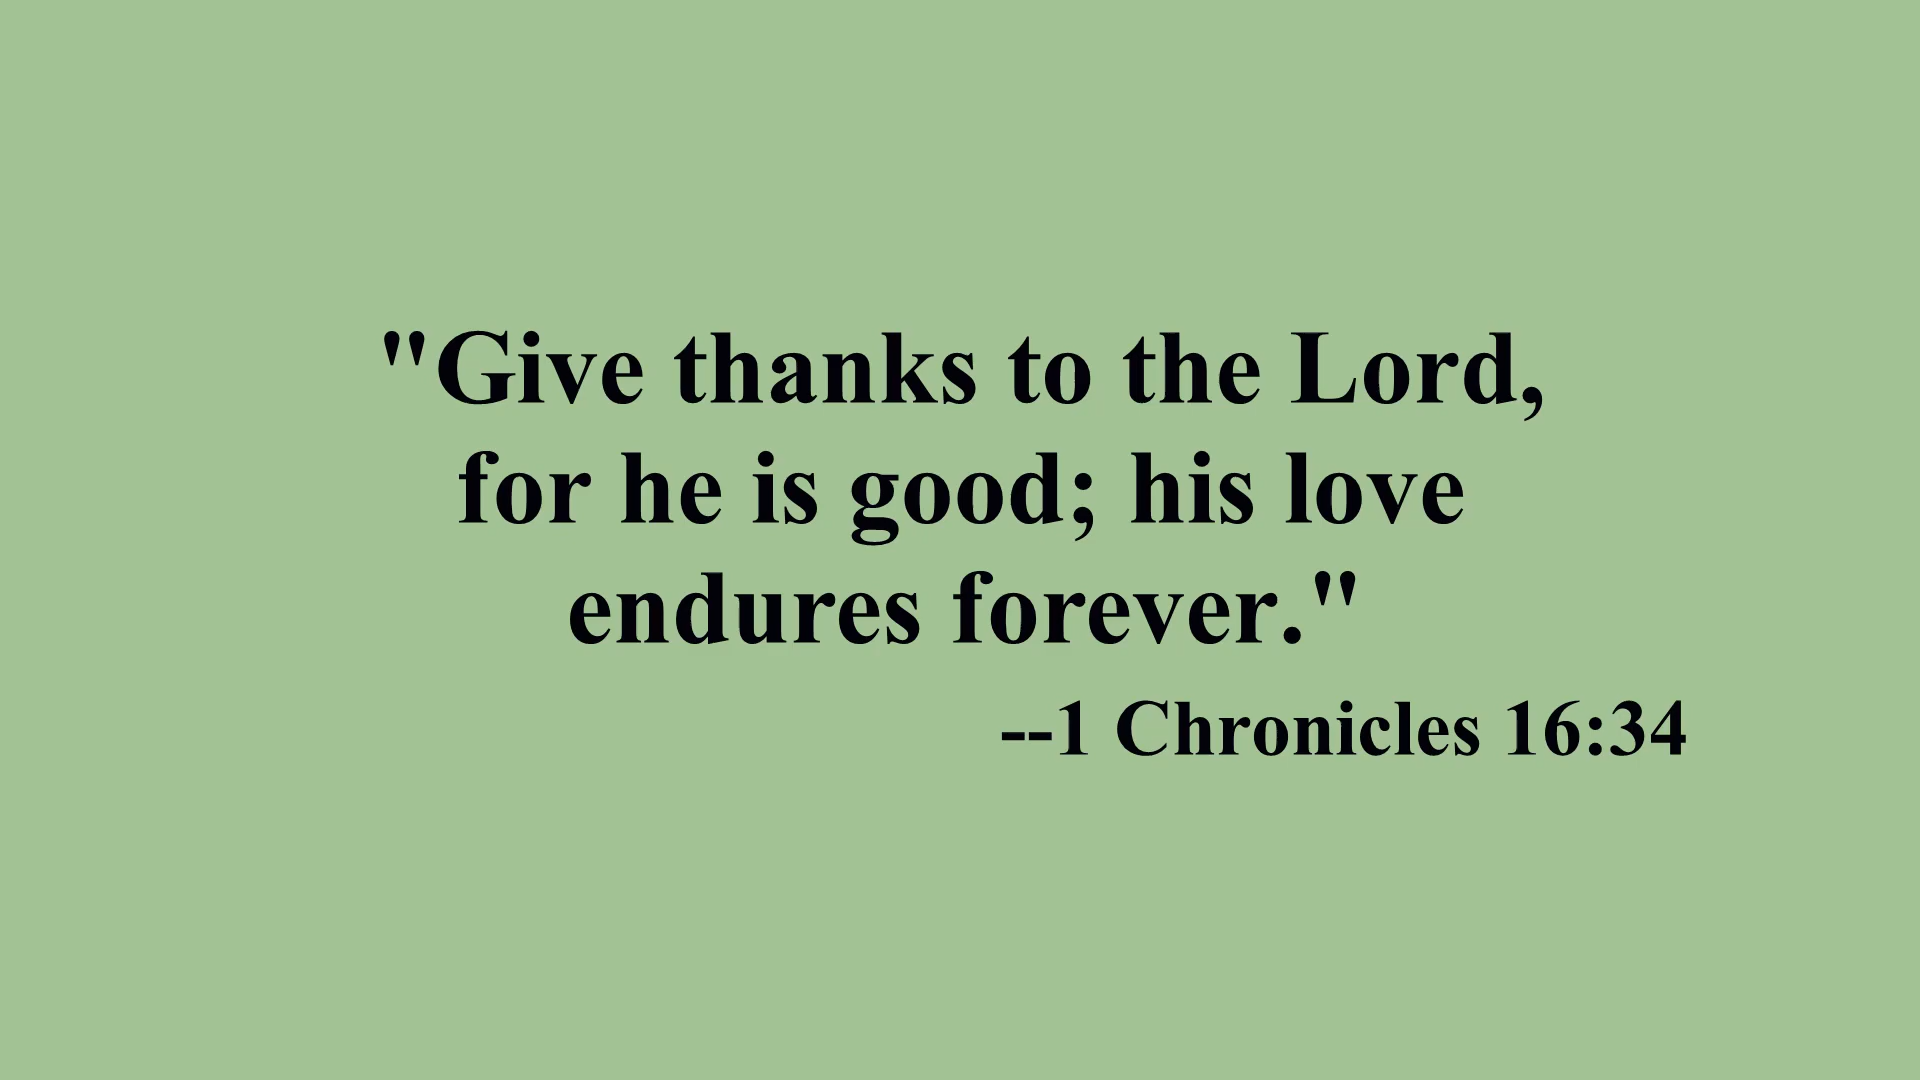 "Give thanks to the Lord,
for he is good; his love
endures forever."
--1 Chronicles 16:34